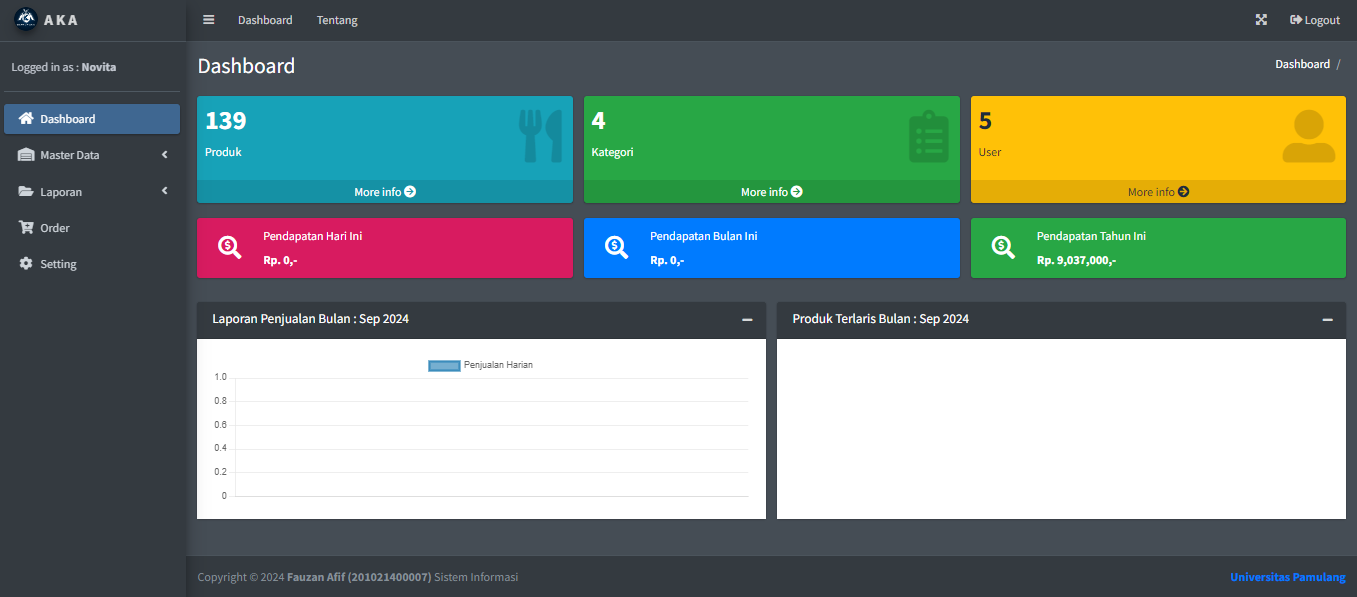 AKA
Dashboard Tentang Logout
Logged in as : Novita
Dashboard
Master Data
Laporan
Order
Setting
Dashboard
Dashboard /
139
Produk
More info
4
Kategori
More info
5
User
More info
Pendapatan Hari Ini
Rp. 0,-
Pendapatan Bulan Ini
Rp. 0,-
Pendapatan Tahun Ini
Rp. 9,037,000,-
Laporan Penjualan Bulan : Sep 2024
Penjualan Harian
1.0
0.8
0.6
0.4
0.2
0
Produk Terlaris Bulan : Sep 2024
Copyright © 2024 Fauzan Afif (201021400007) Sistem Informasi
Universitas Pamulang